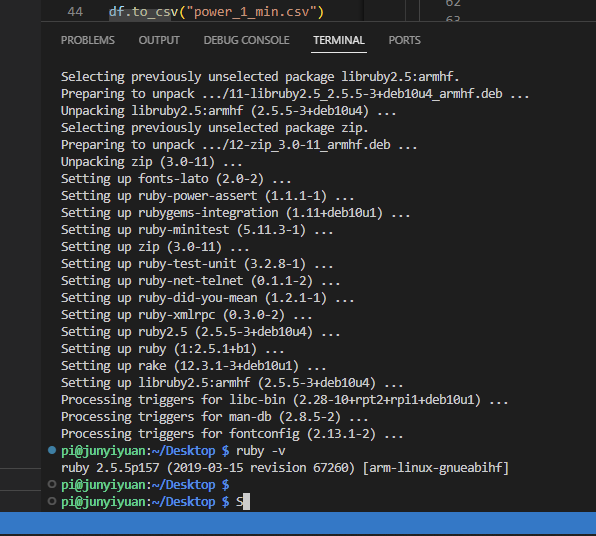 44 df.to_csv("power_1_min.csv")
62
63
PROBLEMS OUTPUT DEBUG CONSOLE TERMINAL PORTS
Selecting previously unselected package libruby2.5:armhf.
Preparing to unpack .../11-libruby2.5_2.5.5-3+deb10u4_armhf.deb ...
Unpacking libruby2.5:armhf (2.5.5-3+deb10u4) ...
Selecting previously unselected package zip.
Preparing to unpack .../12-zip_3.0-11_armhf.deb ...
Unpacking zip (3.0-11) ...
Setting up fonts-lato (2.0-2) ...
Setting up ruby-power-assert (1.1.1-1) ...
Setting up rubygems-integration (1.11+deb10u1) ...
Setting up ruby-minitest (5.11.3-1) ...
Setting up zip (3.0-11) ...
Setting up ruby-test-unit (3.2.8-1) ...
Setting up ruby-net-telnet (0.1.1-2) ...
Setting up ruby-did-you-mean (1.2.1-1) ...
Setting up ruby-xmlrpc (0.3.0-2) ...
Setting up ruby2.5 (2.5.5-3+deb10u4) ...
Setting up ruby (1:2.5.1+b1) ...
Setting up rake (12.3.1-3+deb10u1) ...
Setting up libruby2.5:armhf (2.5.5-3+deb10u4) ...
Processing triggers for libc-bin (2.28-10+rpt2+rpi1+deb10u1) ...
Processing triggers for man-db (2.8.5-2) ...
Processing triggers for fontconfig (2.13.1-2) ...
pi@junyiyuan:~/Desktop $ ruby -v
ruby 2.5.5p157 (2019-03-15 revision 67260) [arm-linux-gnueabihf]
pi@junyiyuan:~/Desktop $
pi@junyiyuan:~/Desktop $ S